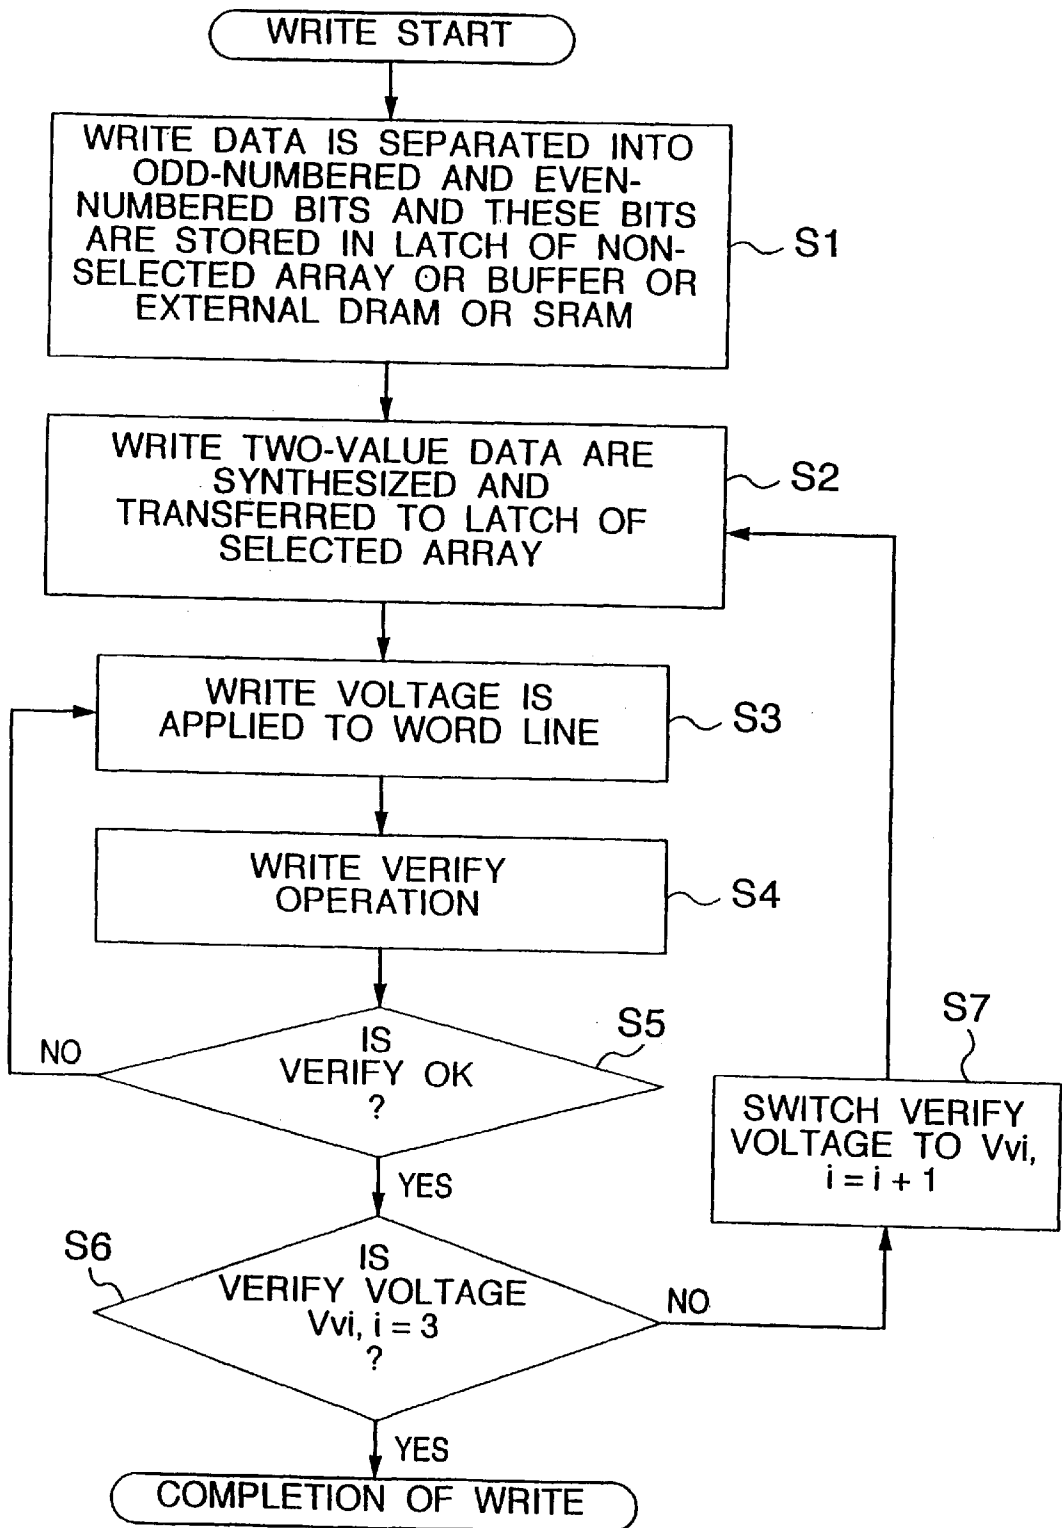 WRITE START
WRITE DATA IS SEPARATED INTO
ODD-NUMBERED AND EVEN-
NUMBERED BITS AND THESE BITS
ARE STORED IN LATCH OF NON-
SELECTED ARRAY OR BUFFER OR
EXTERNAL DRAM OR SRAM
S1
WRITE TWO-VALUE DATA ARE
SYNTHESIZED AND
TRANSFERRED TO LATCH OF
SELECTED ARRAY
S2
WRITE VOLTAGE IS
APPLIED TO WORD LINE
S3
WRITE VERIFY
OPERATION
S4
IS
VERIFY OK
?
S5
NO
YES
S7
SWITCH VERIFY
VOLTAGE TO Vvi,
i = i + 1
S6
IS
VERIFY VOLTAGE
Vvi, i = 3
?
NO
YES
COMPLETION OF WRITE